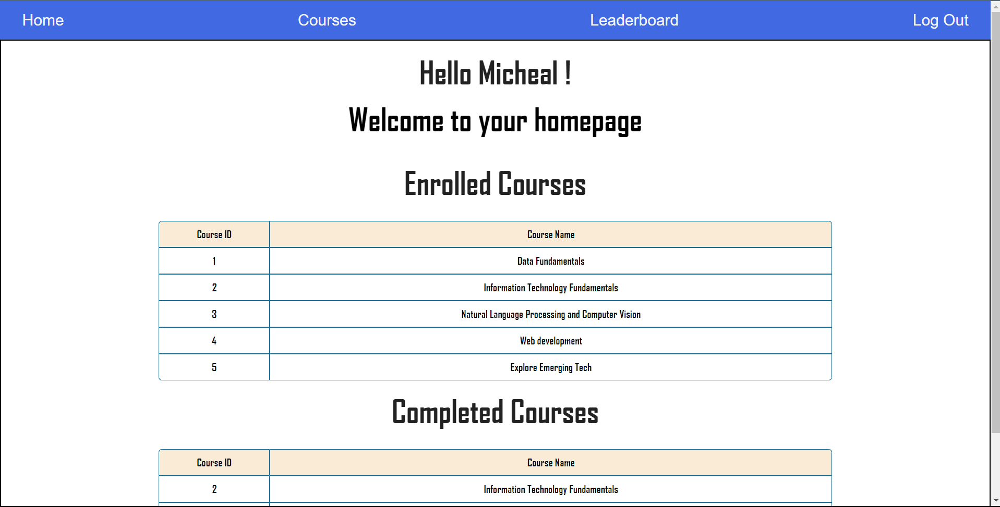 Home Courses Leaderboard Log Out
Hello Micheal !
Welcome to your homepage
Enrolled Courses
Course ID Course Name
1 Data Fundamentals
2 Information Technology Fundamentals
3 Natural Language Processing and Computer Vision
4 Web development
5 Explore Emerging Tech
Completed Courses
Course ID Course Name
2 Information Technology Fundamentals